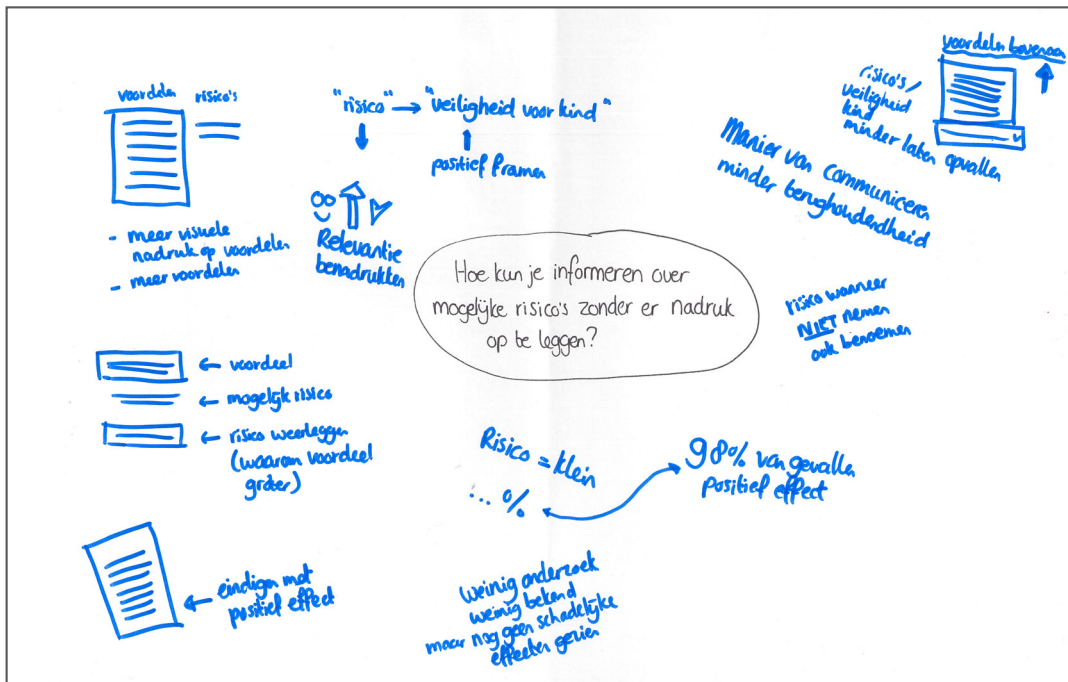 voordelen risico's
- meer visuele
nadruk op voordelen
- meer voordelen
"risico" → "veiligheid voor kind"
positief framen
Relevantie
benadrukken
voordelen bovenaan
risico's/
veiligheid
kind
minder laten opvallen
Manier van communiceren
minder terughoudendheid
Hoe kun je informeren over
mogelijke risico's zonder er nadruk
op te leggen?
risico wanneer
NIET nemen
ook benoemen
← voordeel
← mogelijk risico
← risico weerleggen
(waarom voordeel
groter)
Risico = klein
... %
98% van gevallen
positief effect
← eindigen met
positief effect
weinig onderzoek
weinig bekend
maar nog geen schadelijke
effecten gezien